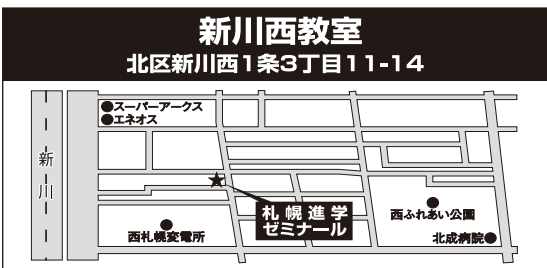 新川西教室
北区新川西1条3丁目11-14
●スーパーアークス
●エネオス
新川
★
札幌進学
ゼミナール
西ふれあい公園
西札幌変電所
北成病院●